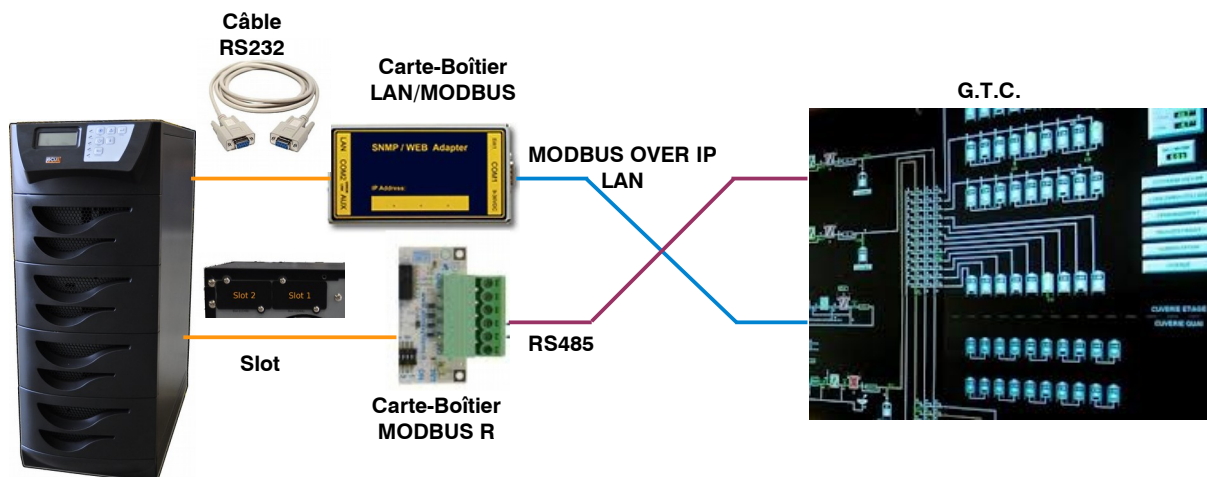 Câble
RS232
Carte-Boîtier
LAN/MODBUS
G.T.C.
SNMP / WEB Adapter
IP Address:
LAN
COM2
AUX
SW1
COM1
MODBUS OVER IP
LAN
Slot 2
Slot 1
Slot
RS485
Carte-Boîtier
MODBUS R
CUVERIE ETAGE
CUVERIE QUAI